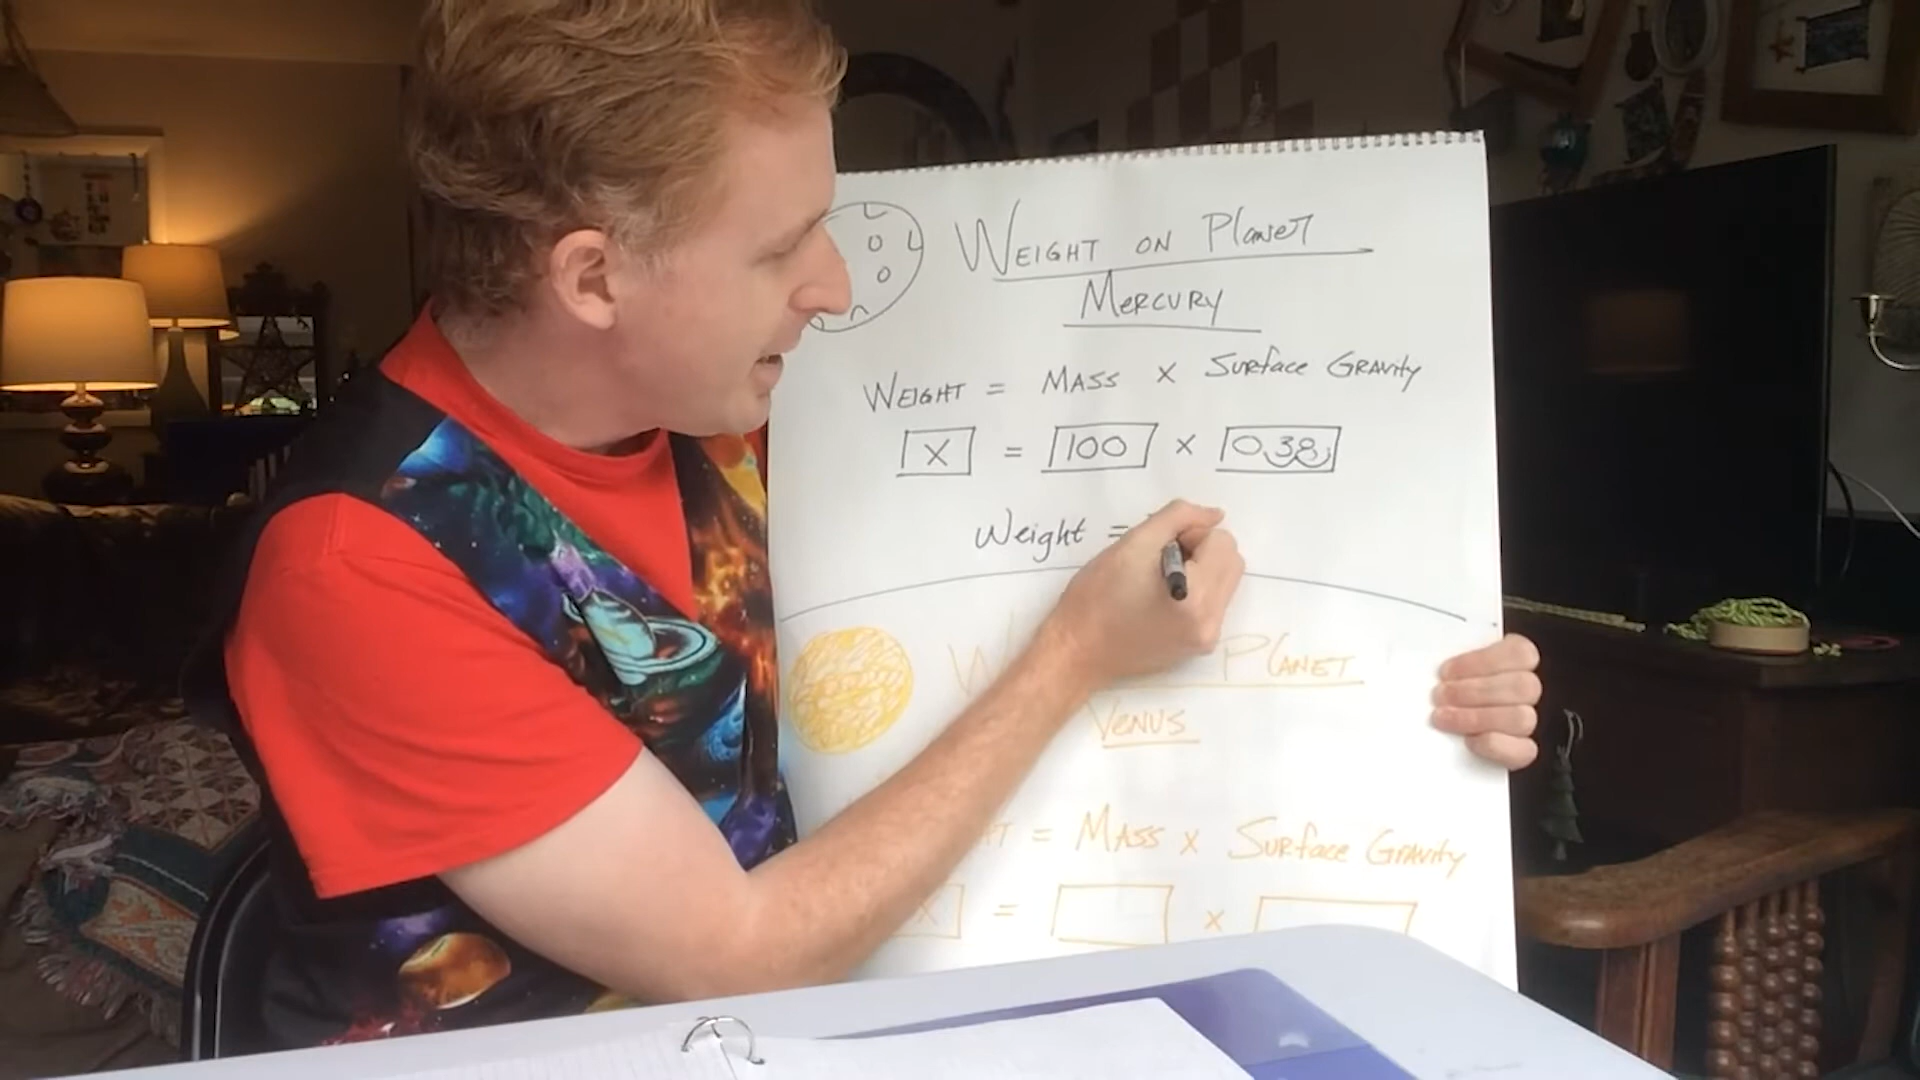 WEIGHT ON PLANET
MERCURY
WEIGHT = MASS x SURFACE GRAVITY
X = 100 x 0.38
Weight =
PLANET
VENUS
= MASS x SURFACE GRAVITY
X = x